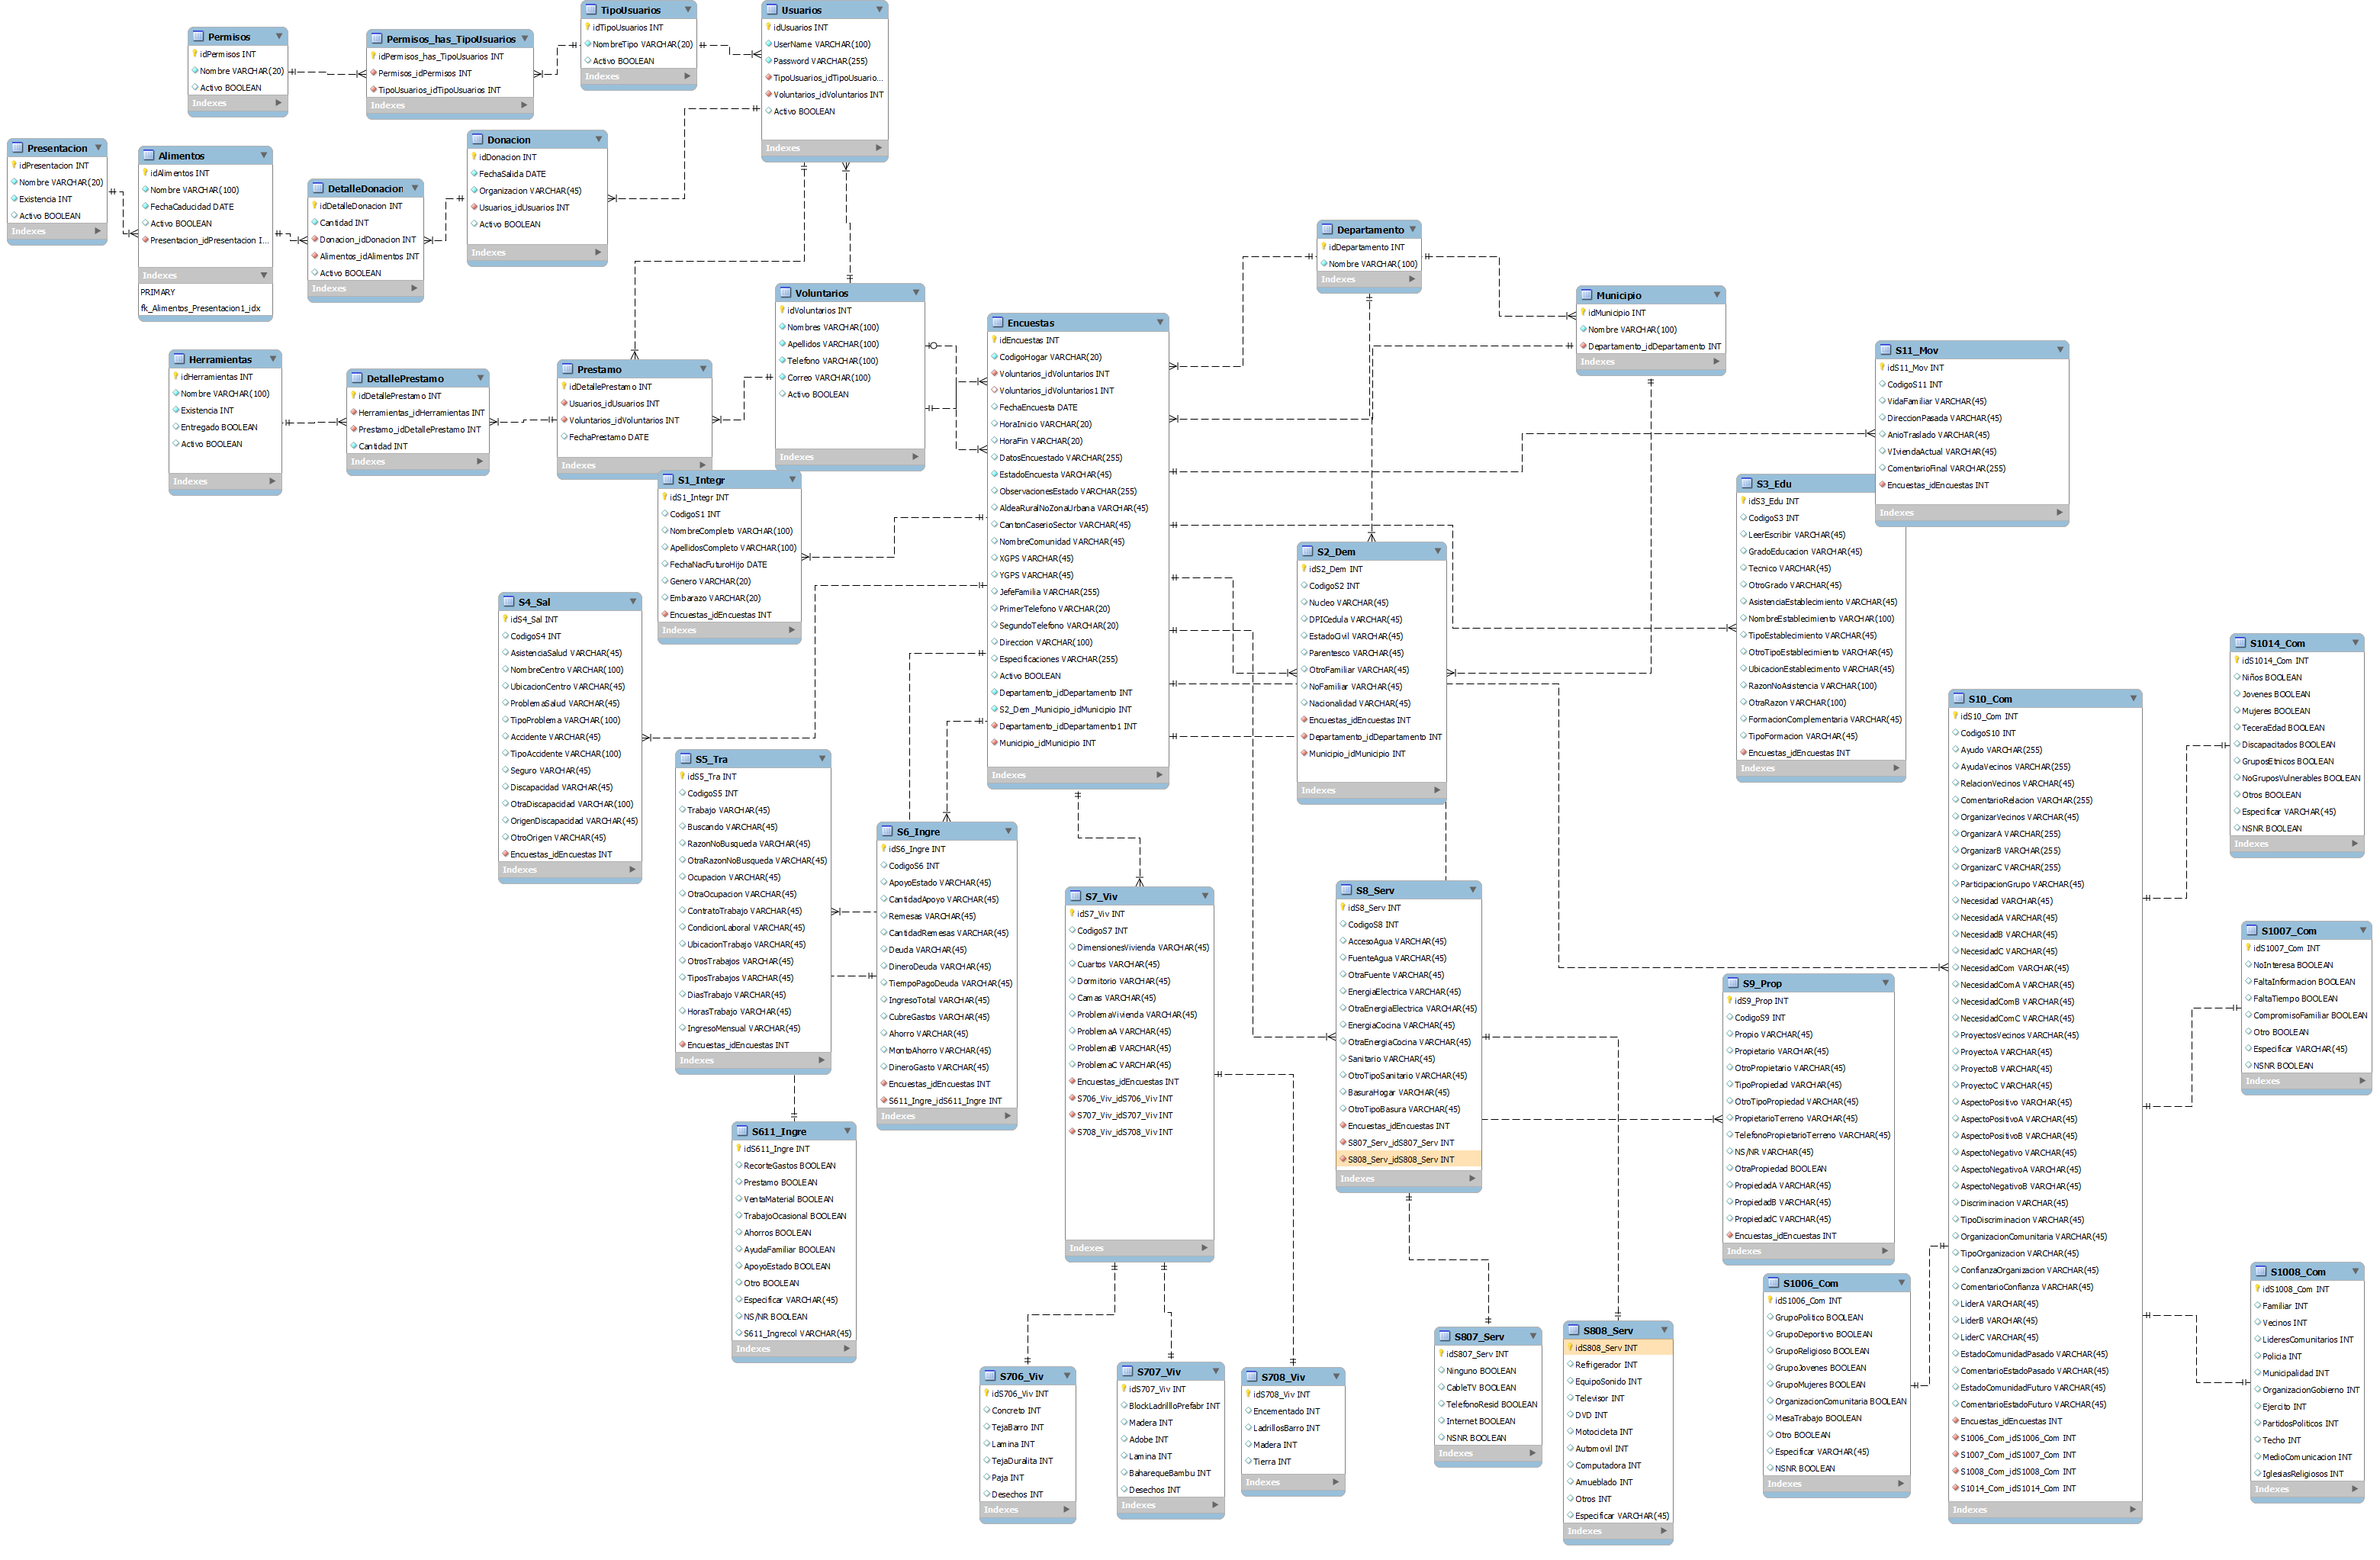 Permisos
idPermisos INT
Nombre VARCHAR(20)
Activo BOOLEAN
Indexes
Permisos_has_TipoUsuarios
idPermisos_has_TipoUsuarios INT
Permisos_idPermisos INT
TipoUsuarios_idTipoUsuarios INT
Indexes
TipoUsuarios
idTipoUsuarios INT
NombreTipo VARCHAR(20)
Activo BOOLEAN
Indexes
Usuarios
idUsuarios INT
UserName VARCHAR(100)
Password VARCHAR(255)
TipoUsuarios_idTipoUsuario...
Voluntarios_idVoluntarios INT
Activo BOOLEAN
Indexes
Presentacion
idPresentacion INT
Nombre VARCHAR(20)
Existencia INT
Activo BOOLEAN
Indexes
Alimentos
idAlimentos INT
Nombre VARCHAR(100)
FechaCaducidad DATE
Activo BOOLEAN
Presentacion_idPresentacion I...
Indexes
PRIMARY
fk_Alimentos_Presentacion1_idx
DetalleDonacion
idDetalleDonacion INT
Cantidad INT
Donacion_idDonacion INT
Alimentos_idAlimentos INT
Activo BOOLEAN
Indexes
Donacion
idDonacion INT
FechaSalida DATE
Organizacion VARCHAR(45)
Usuarios_idUsuarios INT
Activo BOOLEAN
Indexes
Herramientas
idHerramientas INT
Nombre VARCHAR(100)
Existencia INT
Entregado BOOLEAN
Activo BOOLEAN
Indexes
DetallePrestamo
idDetallePrestamo INT
Herramientas_idHerramientas INT
Prestamo_idDetallePrestamo INT
Cantidad INT
Indexes
Prestamo
idDetallePrestamo INT
Usuarios_idUsuarios INT
Voluntarios_idVoluntarios INT
FechaPrestamo DATE
Indexes
Voluntarios
idVoluntarios INT
Nombres VARCHAR(100)
Apellidos VARCHAR(100)
Telefono VARCHAR(100)
Correo VARCHAR(100)
Activo BOOLEAN
Indexes
Encuestas
idEncuestas INT
CodigoHogar VARCHAR(20)
Voluntarios_idVoluntarios INT
Voluntarios_idVoluntarios1 INT
FechaEncuesta DATE
HoraInicio VARCHAR(20)
HoraFin VARCHAR(20)
DatosEncuestado VARCHAR(255)
EstadoEncuesta VARCHAR(45)
ObservacionesEstado VARCHAR(255)
AldeaRuralNoZonaUrbana VARCHAR(45)
CantonCaserioSector VARCHAR(45)
NombreComunidad VARCHAR(45)
XGPS VARCHAR(45)
YGPS VARCHAR(45)
JefeFamilia VARCHAR(255)
PrimerTelefono VARCHAR(20)
SegundoTelefono VARCHAR(20)
Direccion VARCHAR(100)
Especificaciones VARCHAR(255)
Activo BOOLEAN
Departamento_idDepartamento INT
S2_Dem _Municipio_idMunicipio INT
Departamento_idDepartamento1 INT
Municipio_idMunicipio INT
Indexes
Departamento
idDepartamento INT
Nombre VARCHAR(100)
Indexes
Municipio
idMunicipio INT
Nombre VARCHAR(100)
Departamento_idDepartamento INT
Indexes
S11_Mov
idS11_Mov INT
CodigoS11 INT
VidaFamiliar VARCHAR(45)
DireccionPasada VARCHAR(45)
AnioTraslado VARCHAR(45)
VIviendaActual VARCHAR(45)
ComentarioFinal VARCHAR(255)
Encuestas_idEncuestas INT
Indexes
S1_Integr
idS1_Integr INT
CodigoS1 INT
NombreCompleto VARCHAR(100)
ApellidosCompleto VARCHAR(100)
FechaNacFuturoHijo DATE
Genero VARCHAR(20)
Embarazo VARCHAR(20)
Encuestas_idEncuestas INT
Indexes
S3_Edu
idS3_Edu INT
CodigoS3 INT
LeerEscribir VARCHAR(45)
GradoEducacion VARCHAR(45)
Tecnico VARCHAR(45)
OtroGrado VARCHAR(45)
AsistenciaEstablecimiento VARCHAR(45)
NombreEstablecimiento VARCHAR(100)
TipoEstablecimiento VARCHAR(45)
OtroTipoEstablecimiento VARCHAR(45)
UbicacionEstablecimento VARCHAR(45)
RazonNoAsistencia VARCHAR(100)
OtraRazon VARCHAR(100)
FormacionComplementaria VARCHAR(45)
TipoFormacion VARCHAR(45)
Encuestas_idEncuestas INT
Indexes
S2_Dem
idS2_Dem INT
CodigoS2 INT
Nucleo VARCHAR(45)
DPICedula VARCHAR(45)
EstadoCivil VARCHAR(45)
Parentesco VARCHAR(45)
OtroFamiliar VARCHAR(45)
NoFamiliar VARCHAR(45)
Nacionalidad VARCHAR(45)
Encuestas_idEncuestas INT
Departamento_idDepartamento INT
Municipio_idMunicipio INT
Indexes
S4_Sal
idS4_Sal INT
CodigoS4 INT
AsistenciaSalud VARCHAR(45)
NombreCentro VARCHAR(100)
UbicacionCentro VARCHAR(45)
ProblemaSalud VARCHAR(45)
TipoProblema VARCHAR(100)
Accidente VARCHAR(45)
TipoAccidente VARCHAR(100)
Seguro VARCHAR(45)
Discapacidad VARCHAR(45)
OtraDiscapacidad VARCHAR(100)
OrigenDiscapacidad VARCHAR(45)
OtroOrigen VARCHAR(45)
Encuestas_idEncuestas INT
Indexes
S5_Tra
idS5_Tra INT
CodigoS5 INT
Trabajo VARCHAR(45)
Buscando VARCHAR(45)
RazonNoBusqueda VARCHAR(45)
OtraRazonNoBusqueda VARCHAR(45)
Ocupacion VARCHAR(45)
OtraOcupacion VARCHAR(45)
ContratoTrabajo VARCHAR(45)
CondicionLaboral VARCHAR(45)
UbicacionTrabajo VARCHAR(45)
OtrosTrabajos VARCHAR(45)
TiposTrabajos VARCHAR(45)
DiasTrabajo VARCHAR(45)
HorasTrabajo VARCHAR(45)
IngresoMensual VARCHAR(45)
Encuestas_idEncuestas INT
Indexes
S6_Ingre
idS6_Ingre INT
CodigoS6 INT
ApoyoEstado VARCHAR(45)
CantidadApoyo VARCHAR(45)
Remesas VARCHAR(45)
CantidadRemesas VARCHAR(45)
Deuda VARCHAR(45)
DineroDeuda VARCHAR(45)
TiempoPagoDeuda VARCHAR(45)
IngresoTotal VARCHAR(45)
CubreGastos VARCHAR(45)
Ahorro VARCHAR(45)
MontoAhorro VARCHAR(45)
DineroGasto VARCHAR(45)
Encuestas_idEncuestas INT
S611_Ingre_idS611_Ingre INT
Indexes
S7_Viv
idS7_Viv INT
CodigoS7 INT
DimensionesVivienda VARCHAR(45)
Cuartos VARCHAR(45)
Dormitorio VARCHAR(45)
Camas VARCHAR(45)
ProblemaVivienda VARCHAR(45)
ProblemaA VARCHAR(45)
ProblemaB VARCHAR(45)
ProblemaC VARCHAR(45)
Encuestas_idEncuestas INT
S706_Viv_idS706_Viv INT
S707_Viv_idS707_Viv INT
S708_Viv_idS708_Viv INT
Indexes
S8_Serv
idS8_Serv INT
CodigoS8 INT
AccesoAgua VARCHAR(45)
FuenteAgua VARCHAR(45)
OtraFuente VARCHAR(45)
EnergiaElectrica VARCHAR(45)
OtraEnergiaElectrica VARCHAR(45)
EnergiaCocina VARCHAR(45)
OtraEnergiaCocina VARCHAR(45)
Sanitario VARCHAR(45)
OtroTipoSanitario VARCHAR(45)
BasuraHogar VARCHAR(45)
OtroTipoBasura VARCHAR(45)
Encuestas_idEncuestas INT
S807_Serv_idS807_Serv INT
S808_Serv_idS808_Serv INT
Indexes
S9_Prop
idS9_Prop INT
CodigoS9 INT
Propio VARCHAR(45)
Propietario VARCHAR(45)
OtroPropietario VARCHAR(45)
TipoPropiedad VARCHAR(45)
OtroTipoPropiedad VARCHAR(45)
PropietarioTerreno VARCHAR(45)
TelefonoPropietarioTerreno VARCHAR(45)
NS/NR VARCHAR(45)
OtraPropiedad BOOLEAN
PropiedadA VARCHAR(45)
PropiedadB VARCHAR(45)
PropiedadC VARCHAR(45)
Encuestas_idEncuestas INT
Indexes
S10_Com
idS10_Com INT
CodigoS10 INT
Ayudo VARCHAR(255)
AyudaVecinos VARCHAR(255)
RelacionVecinos VARCHAR(45)
ComentarioRelacion VARCHAR(255)
OrganizarVecinos VARCHAR(45)
OrganizarA VARCHAR(255)
OrganizarB VARCHAR(255)
OrganizarC VARCHAR(255)
ParticipacionGrupo VARCHAR(45)
Necesidad VARCHAR(45)
NecesidadA VARCHAR(45)
NecesidadB VARCHAR(45)
NecesidadC VARCHAR(45)
NecesidadCom VARCHAR(45)
NecesidadComA VARCHAR(45)
NecesidadComB VARCHAR(45)
NecesidadComC VARCHAR(45)
ProyectosVecinos VARCHAR(45)
ProyectoA VARCHAR(45)
ProyectoB VARCHAR(45)
ProyectoC VARCHAR(45)
AspectoPositivo VARCHAR(45)
AspectoPositivoA VARCHAR(45)
AspectoPositivoB VARCHAR(45)
AspectoNegativo VARCHAR(45)
AspectoNegativoA VARCHAR(45)
AspectoNegativoB VARCHAR(45)
Discriminacion VARCHAR(45)
TipoDiscriminacion VARCHAR(45)
OrganizacionComunitaria VARCHAR(45)
TipoOrganizacion VARCHAR(45)
ConfianzaOrganizacion VARCHAR(45)
ComentarioConfianza VARCHAR(45)
LiderA VARCHAR(45)
LiderB VARCHAR(45)
LiderC VARCHAR(45)
EstadoComunidadPasado VARCHAR(45)
ComentarioEstadoPasado VARCHAR(45)
EstadoComunidadFuturo VARCHAR(45)
ComentarioEstadoFuturo VARCHAR(45)
Encuestas_idEncuestas INT
S1006_Com_idS1006_Com INT
S1007_Com_idS1007_Com INT
S1008_Com_idS1008_Com INT
S1014_Com_idS1014_Com INT
Indexes
S1014_Com
idS1014_Com INT
Niños BOOLEAN
Jovenes BOOLEAN
Mujeres BOOLEAN
TeceraEdad BOOLEAN
Discapacitados BOOLEAN
GruposEtnicos BOOLEAN
NoGruposVulnerables BOOLEAN
Otros BOOLEAN
Especificar VARCHAR(45)
NSNR BOOLEAN
Indexes
S1007_Com
idS1007_Com INT
NoInteresa BOOLEAN
FaltaInformacion BOOLEAN
FaltaTiempo BOOLEAN
CompromisoFamiliar BOOLEAN
Otro BOOLEAN
Especificar VARCHAR(45)
NSNR BOOLEAN
Indexes
S611_Ingre
idS611_Ingre INT
RecorteGastos BOOLEAN
Prestamo BOOLEAN
VentaMaterial BOOLEAN
TrabajoOcasional BOOLEAN
Ahorros BOOLEAN
AyudaFamiliar BOOLEAN
ApoyoEstado BOOLEAN
Otro BOOLEAN
Especificar VARCHAR(45)
NS/NR BOOLEAN
S611_Ingrecol VARCHAR(45)
Indexes
S706_Viv
idS706_Viv INT
Concreto INT
TejaBarro INT
Lamina INT
TejaDuralita INT
Paja INT
Desechos INT
Indexes
S707_Viv
idS707_Viv INT
BlockLadrilloPrefabr INT
Madera INT
Adobe INT
Lamina INT
BaharequeBambu INT
Desechos INT
Indexes
S708_Viv
idS708_Viv INT
Encementado INT
LadrillosBarro INT
Madera INT
Tierra INT
Indexes
S807_Serv
idS807_Serv INT
Ninguno BOOLEAN
CableTV BOOLEAN
TelefonoResid BOOLEAN
Internet BOOLEAN
NSNR BOOLEAN
Indexes
S808_Serv
idS808_Serv INT
Refrigerador INT
EquipoSonido INT
Televisor INT
DVD INT
Motocicleta INT
Automovil INT
Computadora INT
Amueblado INT
Otros INT
Especificar VARCHAR(45)
Indexes
S1006_Com
idS1006_Com INT
GrupoPolitico BOOLEAN
GrupoDeportivo BOOLEAN
GrupoReligioso BOOLEAN
GrupoJovenes BOOLEAN
GrupoMujeres BOOLEAN
OrganizacionComunitaria BOOLEAN
MesaTrabajo BOOLEAN
Otro BOOLEAN
Especificar VARCHAR(45)
NSNR BOOLEAN
Indexes
S1008_Com
idS1008_Com INT
Familiar INT
Vecinos INT
LideresComunitarios INT
Policia INT
Municipalidad INT
OrganizacionGobierno INT
Ejercito INT
PartidosPoliticos INT
Techo INT
MedioComunicacion INT
IglesiasReligiosos INT
Indexes